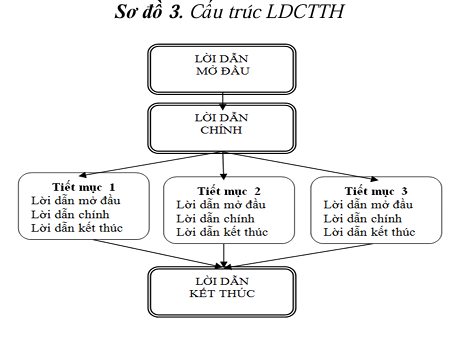 Sơ đồ 3. Cấu trúc LDCTTH
LỜI DẪN
MỞ ĐẦU
LỜI DẪN
CHÍNH
Tiết mục 1
Lời dẫn mở đầu
Lời dẫn chính
Lời dẫn kết thúc
Tiết mục 2
Lời dẫn mở đầu
Lời dẫn chính
Lời dẫn kết thúc
Tiết mục 3
Lời dẫn mở đầu
Lời dẫn chính
Lời dẫn kết thúc
LỜI DẪN
KẾT THÚC